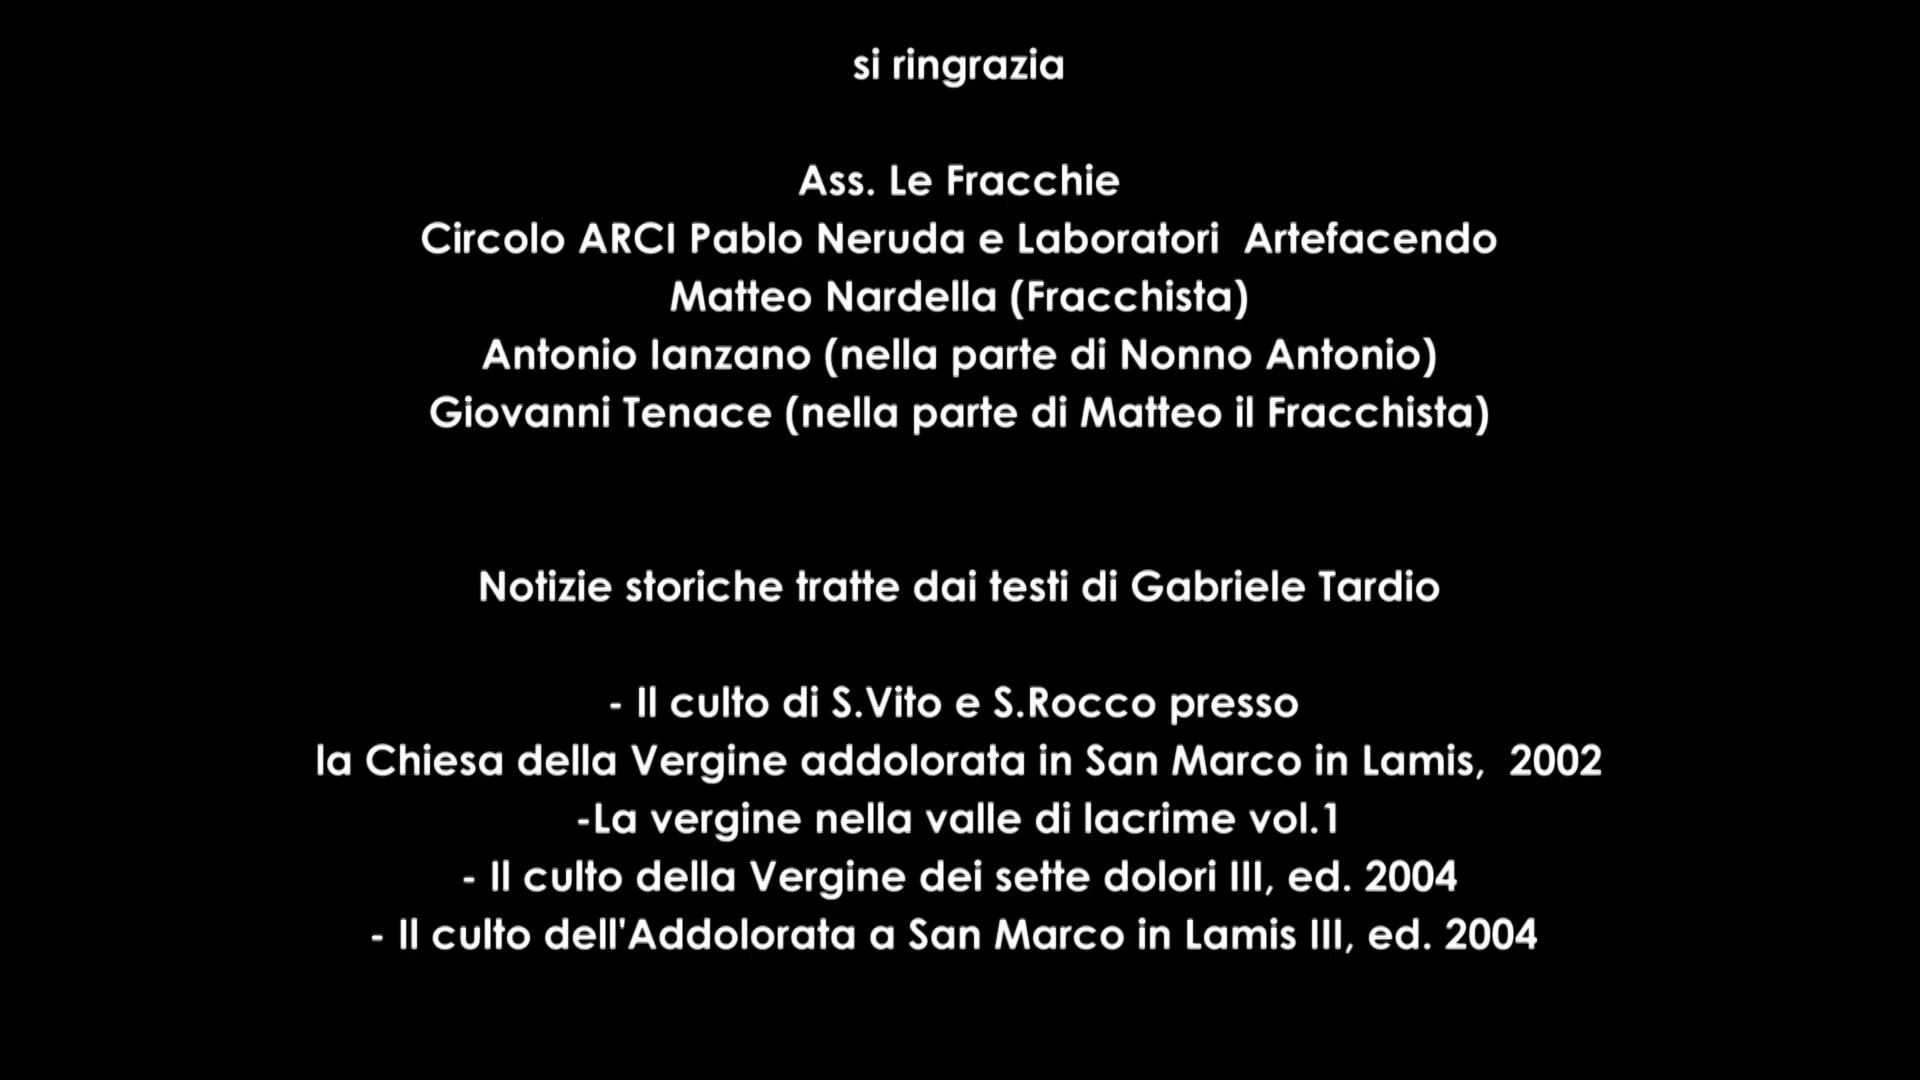 si ringrazia
Ass. Le Fracchie
Circolo ARCI Pablo Neruda e Laboratori  Artefacendo
Matteo Nardella (Fracchista)
Antonio Ianzano (nella parte di Nonno Antonio)
Giovanni Tenace (nella parte di Matteo il Fracchista)
Notizie storiche tratte dai testi di Gabriele Tardio
- Il culto di S.Vito e S.Rocco presso
la Chiesa della Vergine addolorata in San Marco in Lamis,  2002
-La vergine nella valle di lacrime vol.1
- Il culto della Vergine dei sette dolori III, ed. 2004
- Il culto dell'Addolorata a San Marco in Lamis III, ed. 2004